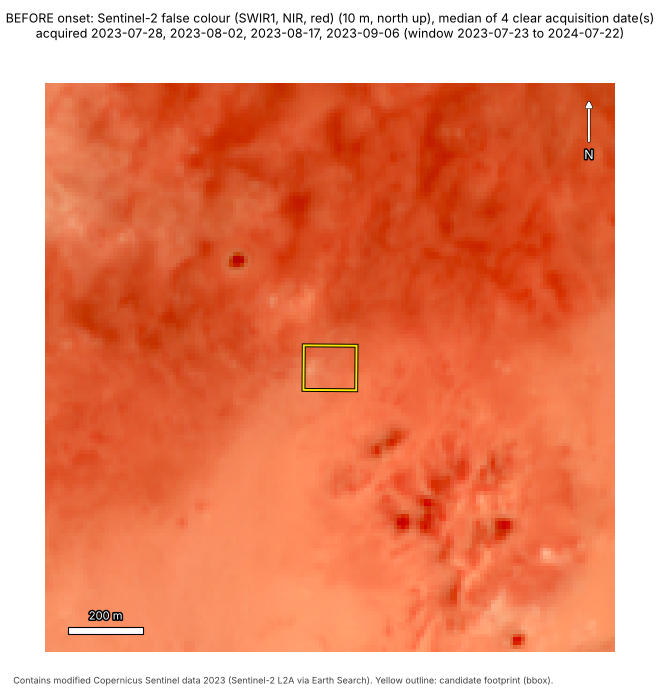 BEFORE onset: Sentinel-2 false colour (SWIR1, NIR, red) (10 m, north up), median of 4 clear acquisition date(s)
acquired 2023-07-28, 2023-08-02, 2023-08-17, 2023-09-06 (window 2023-07-23 to 2024-07-22)
N
200 m
Contains modified Copernicus Sentinel data 2023 (Sentinel-2 L2A via Earth Search). Yellow outline: candidate footprint (bbox).